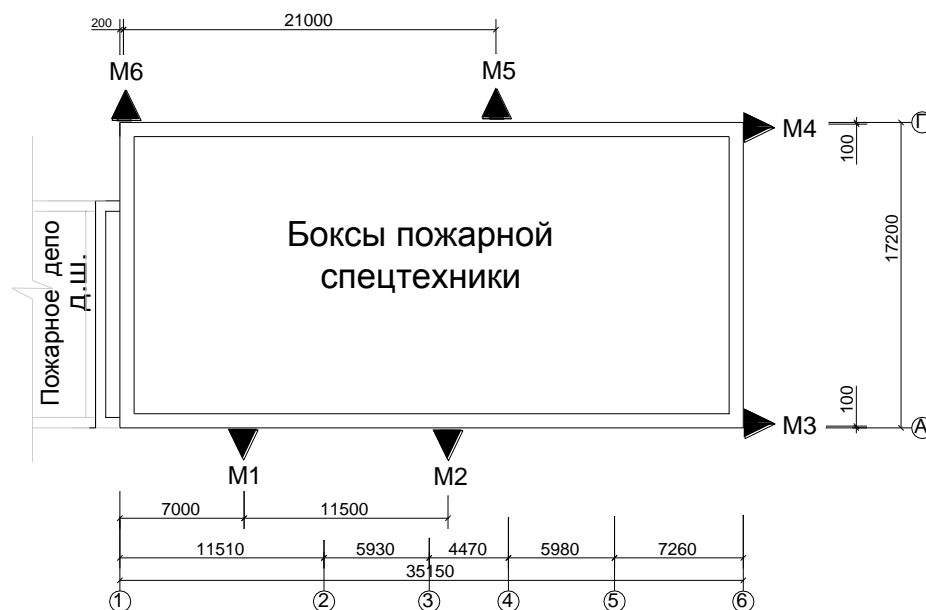 200
21000
М6
М5
М4
Г
100
17200
Боксы пожарной
спецтехники
Пожарное депо
д.ш.
100
М3
А
М1
М2
7000
11500
11510
5930
4470
5980
7260
35150
1
2
3
4
5
6